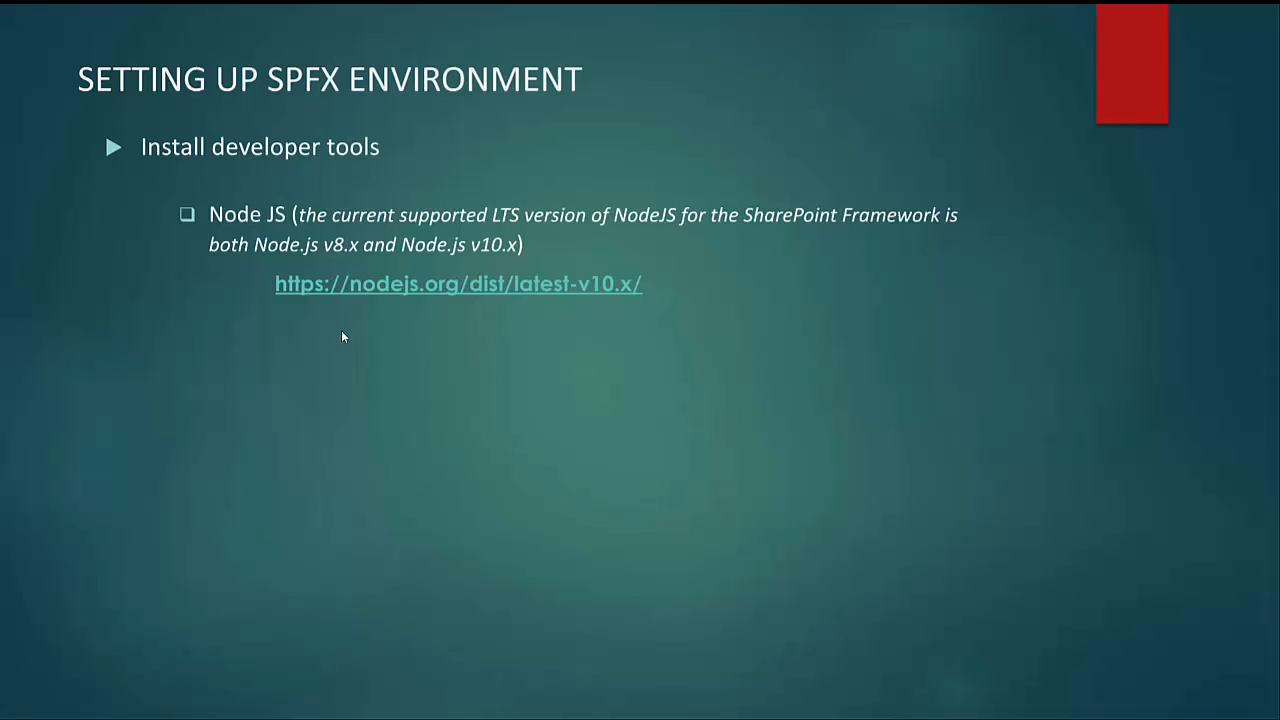 SETTING UP SPFX ENVIRONMENT
Install developer tools
Node JS (the current supported LTS version of NodeJS for the SharePoint Framework is
both Node.js v8.x and Node.js v10.x)
https://nodejs.org/dist/latest-v10.x/